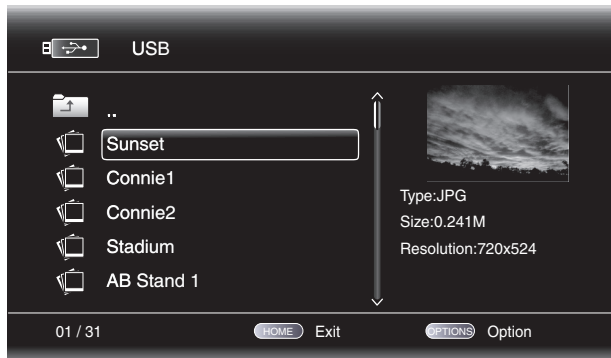 USB
..
Sunset
Connie1
Connie2
Stadium
AB Stand 1
Type:JPG
Size:0.241M
Resolution:720x524
01 / 31 HOME Exit OPTIONS Option